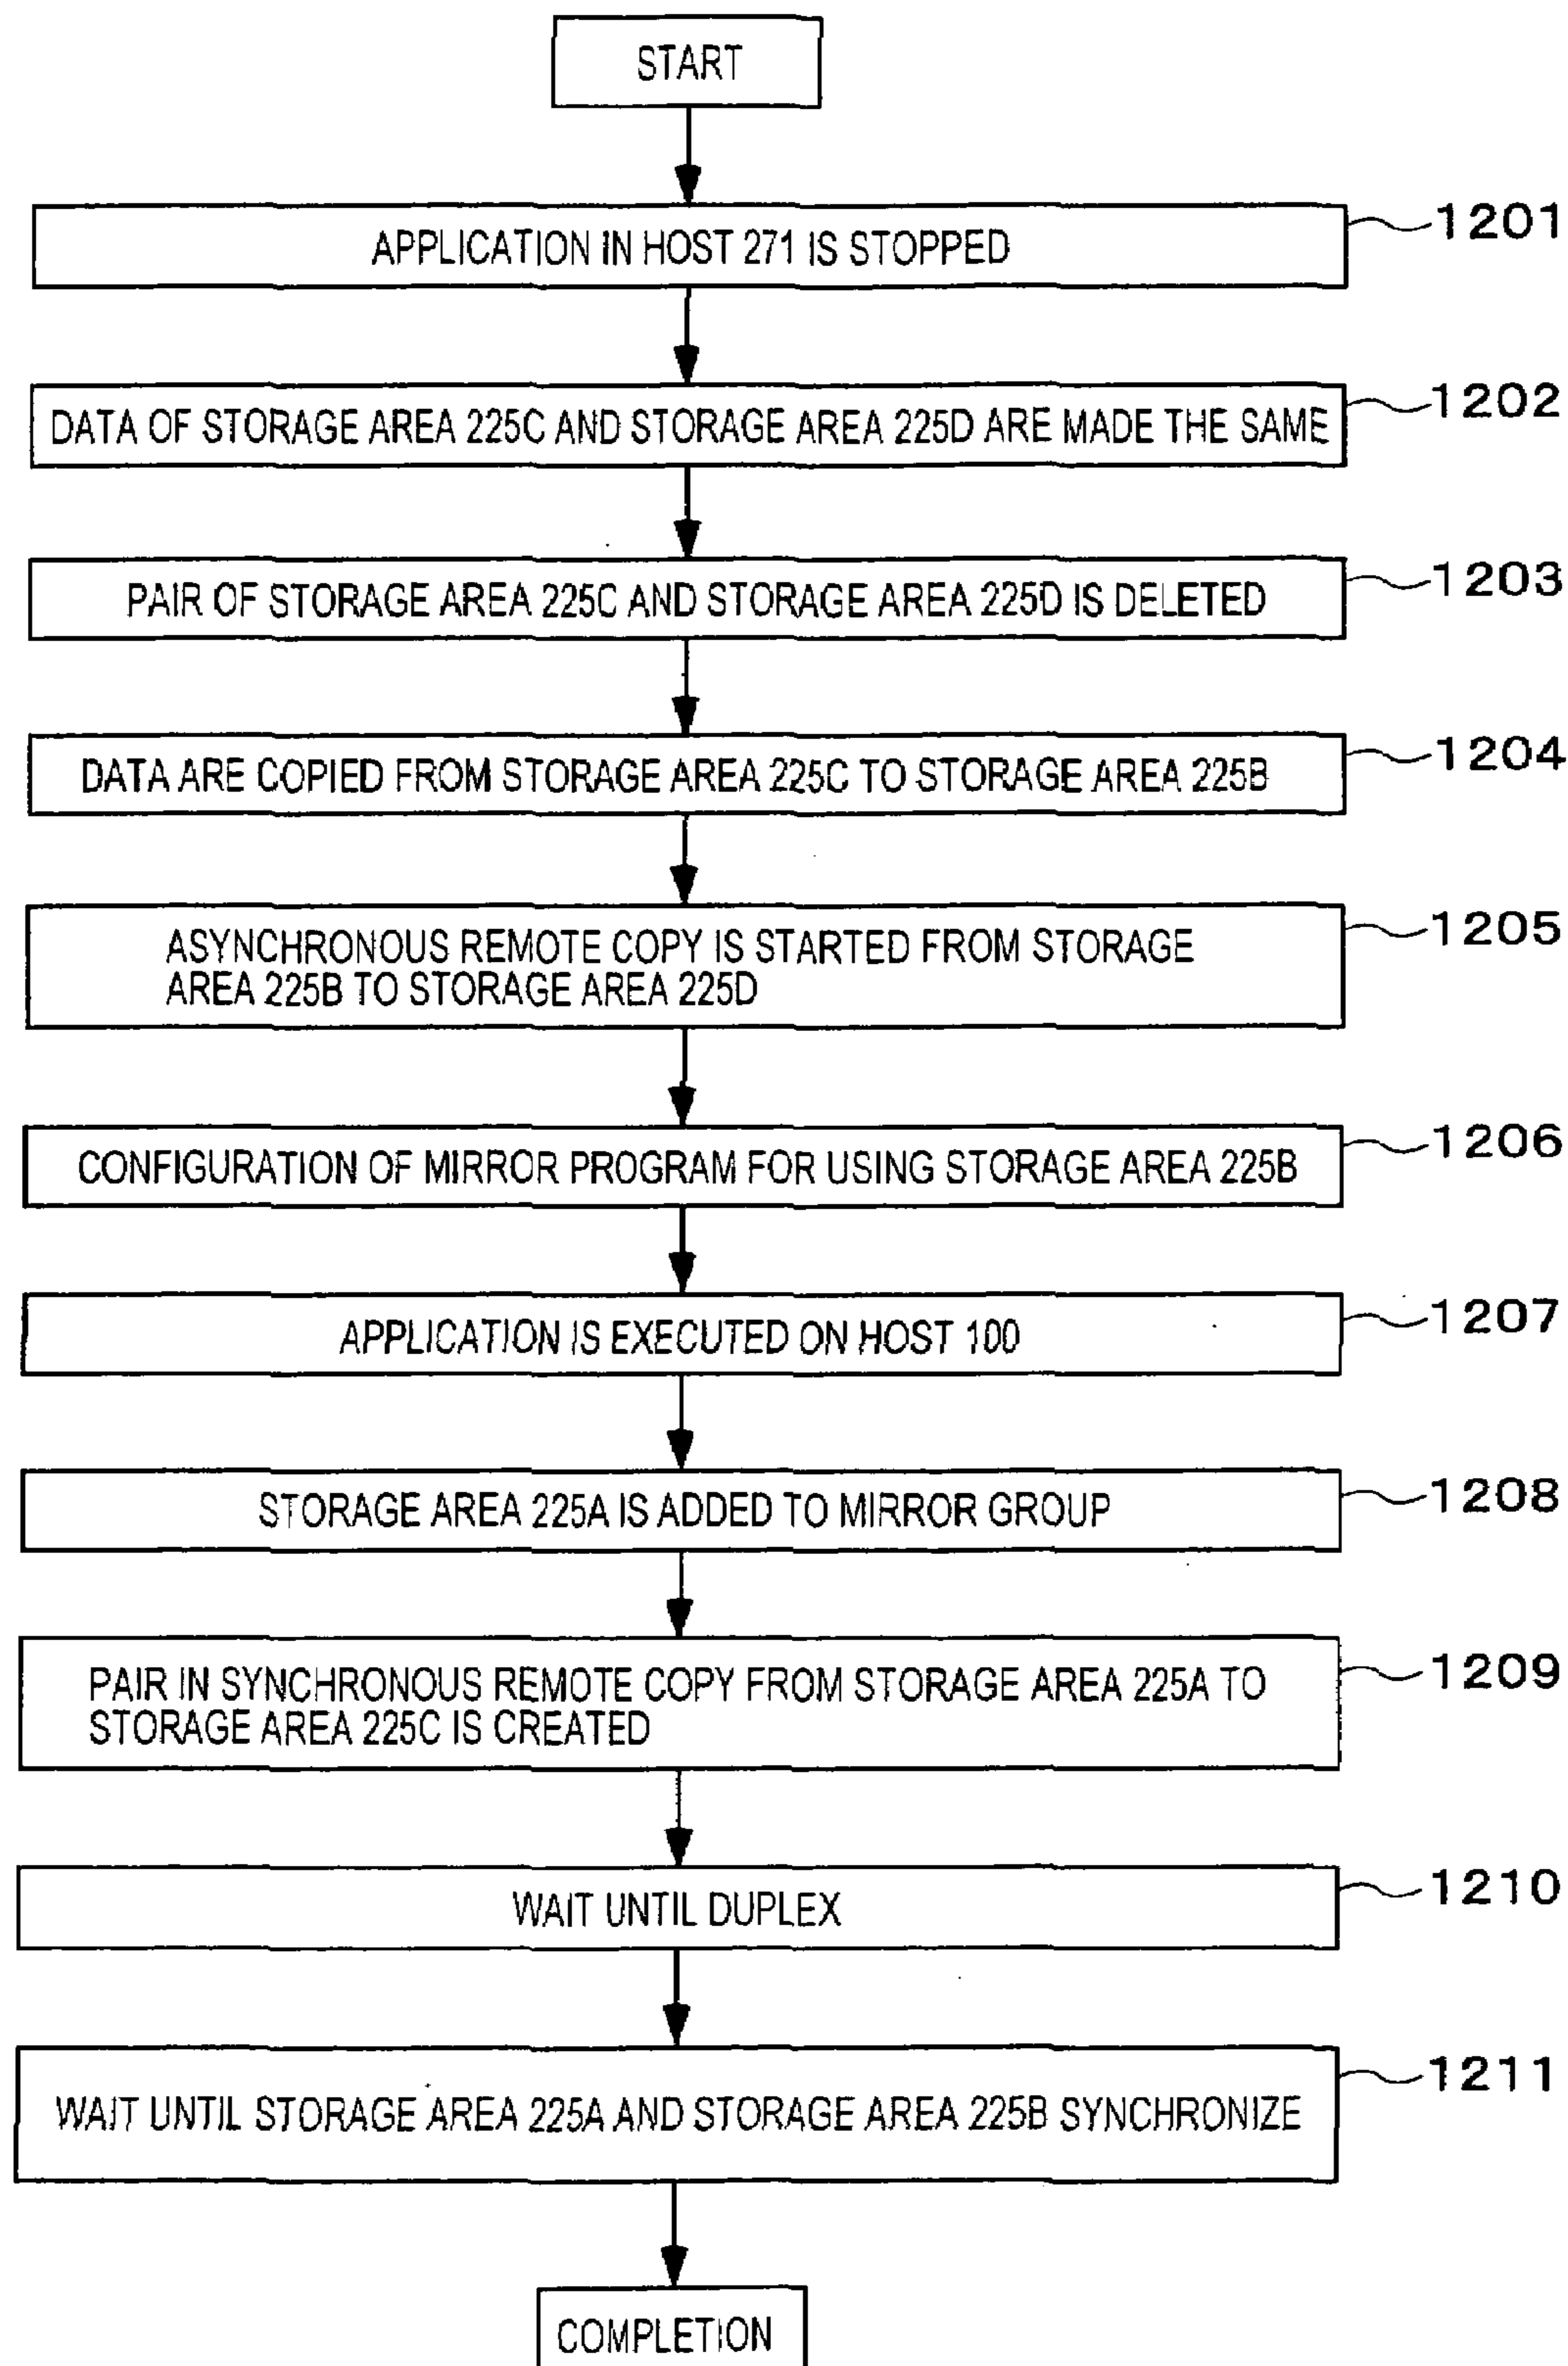 START
APPLICATION IN HOST 271 IS STOPPED
1201
DATA OF STORAGE AREA 225C AND STORAGE AREA 225D ARE MADE THE SAME
1202
PAIR OF STORAGE AREA 225C AND STORAGE AREA 225D IS DELETED
1203
DATA ARE COPIED FROM STORAGE AREA 225C TO STORAGE AREA 225B
1204
ASYNCHRONOUS REMOTE COPY IS STARTED FROM STORAGE
AREA 225B TO STORAGE AREA 225D
1205
CONFIGURATION OF MIRROR PROGRAM FOR USING STORAGE AREA 225B
1206
APPLICATION IS EXECUTED ON HOST 100
1207
STORAGE AREA 225A IS ADDED TO MIRROR GROUP
1208
PAIR IN SYNCHRONOUS REMOTE COPY FROM STORAGE AREA 225A TO
STORAGE AREA 225C IS CREATED
1209
WAIT UNTIL DUPLEX
1210
WAIT UNTIL STORAGE AREA 225A AND STORAGE AREA 225B SYNCHRONIZE
1211
COMPLETION